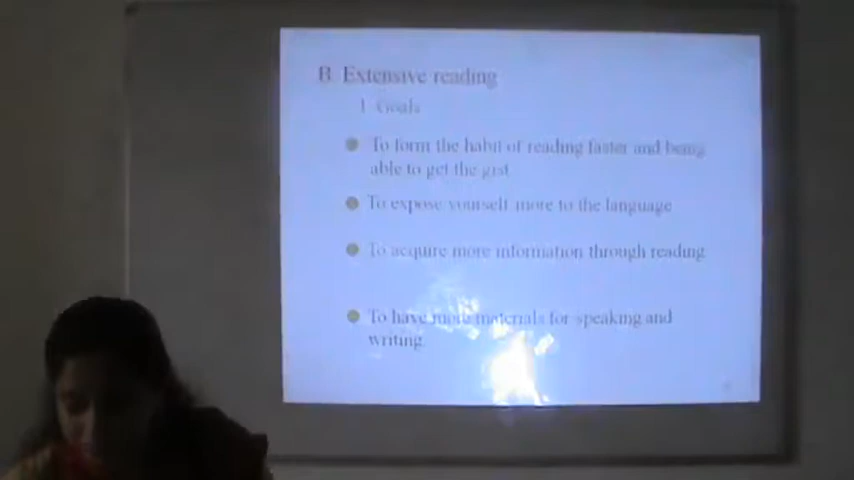 B. Extensive reading
1. Goals
To form the habit of reading faster and being
able to get the gist
To expose yourself more to the language
To acquire more information through reading
To have more materials for speaking and
writing.